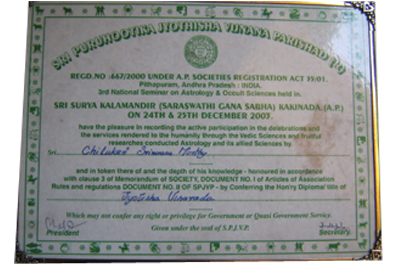 SRI PURUHOOTIKA JYOTHISHA VIJNANA PARISHAD (R)
REGD.NO :667/2000 UNDER A.P. SOCIETIES REGISTRATION ACT 35/01.
Pithapuram, Andhra Pradesh : INDIA.
3rd National Seminar on Astrology & Occult Sciences held in.
SRI SURYA KALAMANDIR (SARASWATHI GANA SABHA) KAKINADA (A.P.)
ON 24TH & 25TH DECEMBER 2003.
have the pleasure in recording the active participation in the deleberations and
the services rendered to the humanity through the Vedic Sciences and fruitful
researches conducted Astrology and its allied Sciences by
Sri Chilukuri Murthy
and in token there of and the depth of his knowledge - honoured in accordance
with clause 3 of Memorandum of SOCIETY, DOCUMENT NO. I of Articles of Association
Rules and regulations DOCUMENT NO. II OF SPJVP - by Conferring the Hon'ry Diploma/ title of
Jyotisha Visarada
Which may not confer any right or privilege for Government or Quasi Government Service.
Given under the seal of S.P.J.V.P.
President
Secretary.